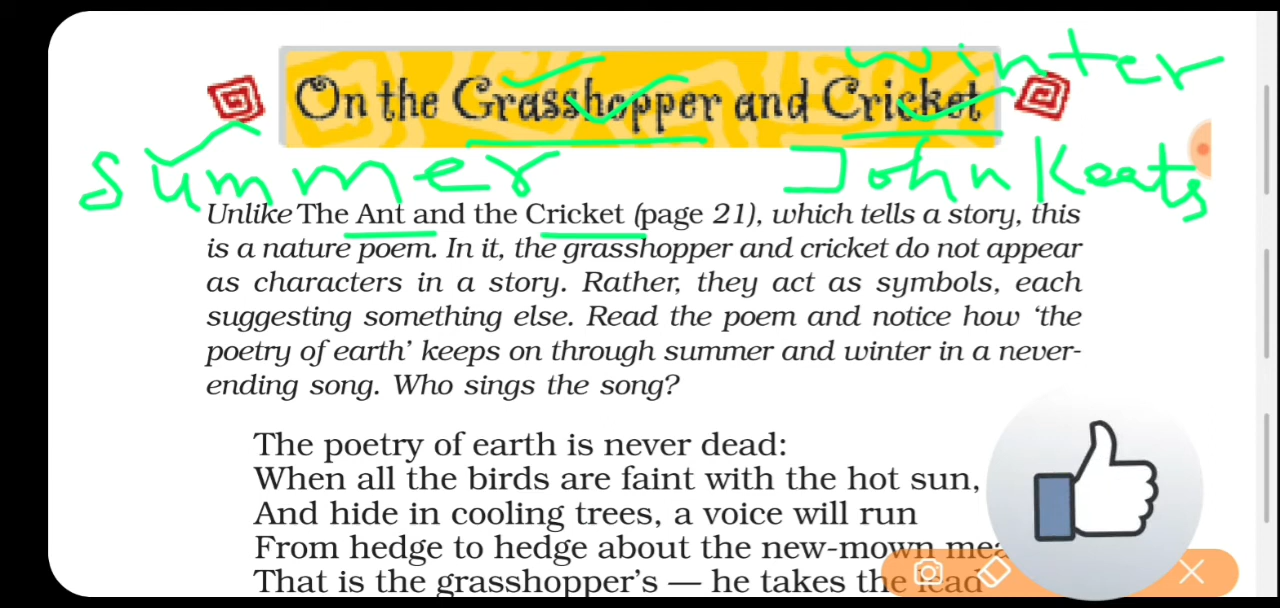 winter
On the Grasshopper and Cricket
Summer John Keats
Unlike The Ant and the Cricket (page 21), which tells a story, this
is a nature poem. In it, the grasshopper and cricket do not appear
as characters in a story. Rather, they act as symbols, each
suggesting something else. Read the poem and notice how ‘the
poetry of earth’ keeps on through summer and winter in a never-
ending song. Who sings the song?
The poetry of earth is never dead:
When all the birds are faint with the hot sun,
And hide in cooling trees, a voice will run
From hedge to hedge about the new-mown
That is the grasshopper’s — he takes the lead